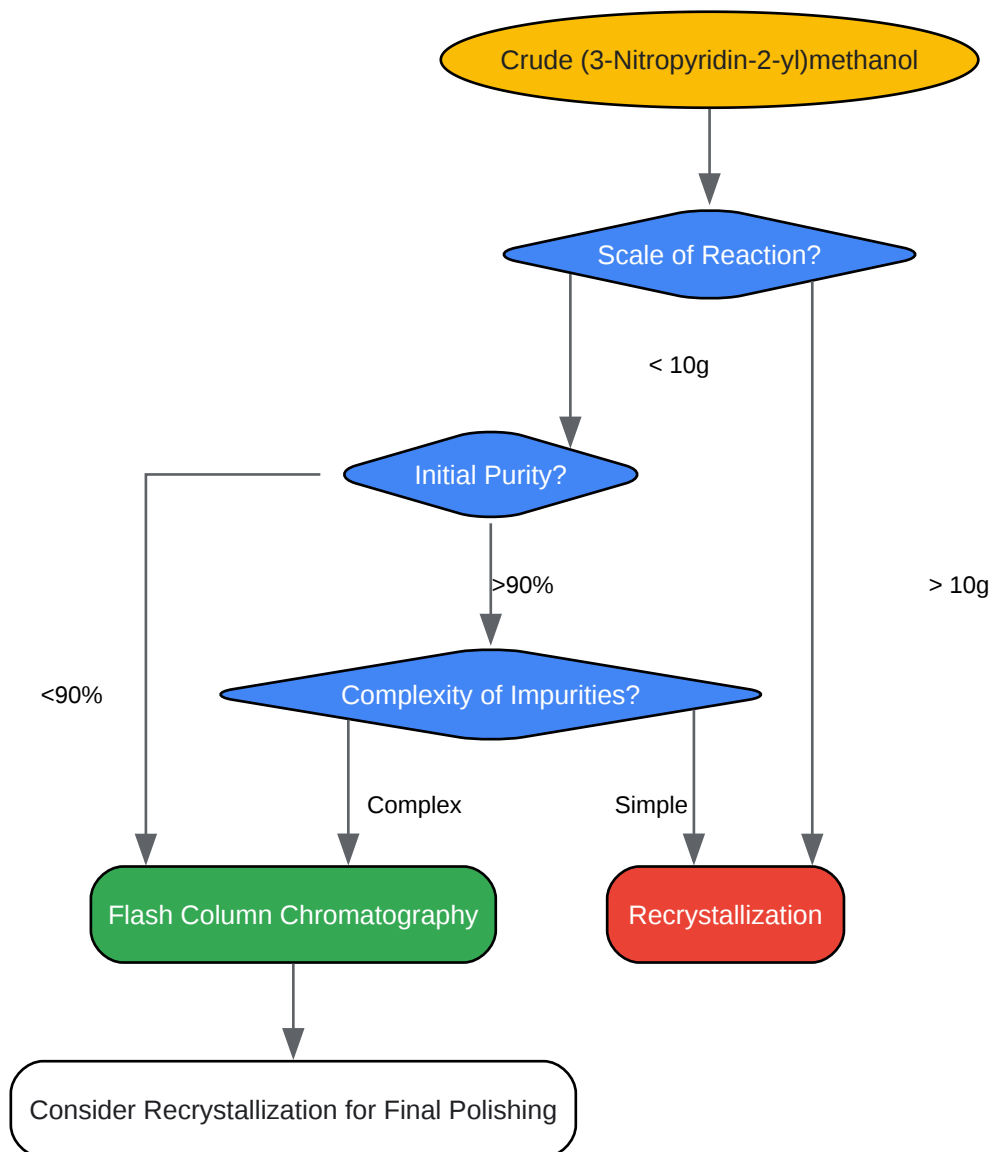 Crude (3-Nitropyridin-2-yl)methanol
Scale of Reaction?
< 10g
Initial Purity?
>90%
> 10g
<90%
Complexity of Impurities?
Complex
Simple
Flash Column Chromatography
Recrystallization
Consider Recrystallization for Final Polishing